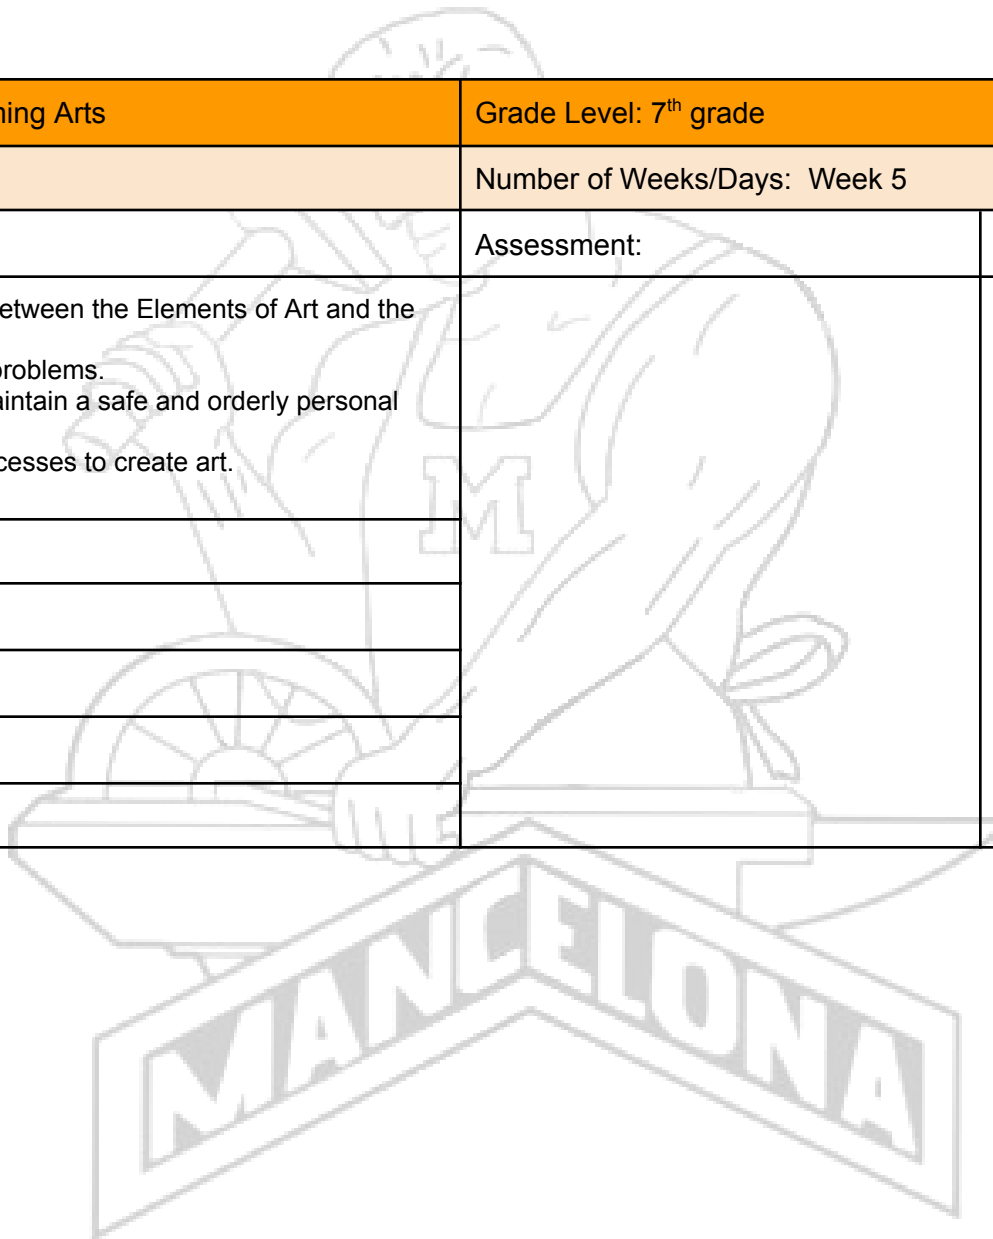 ning Arts
Grade Level: 7th grade
Number of Weeks/Days: Week 5
Assessment:
etween the Elements of Art and the
problems.
aintain a safe and orderly personal
cesses to create art.
M
MANCELONA